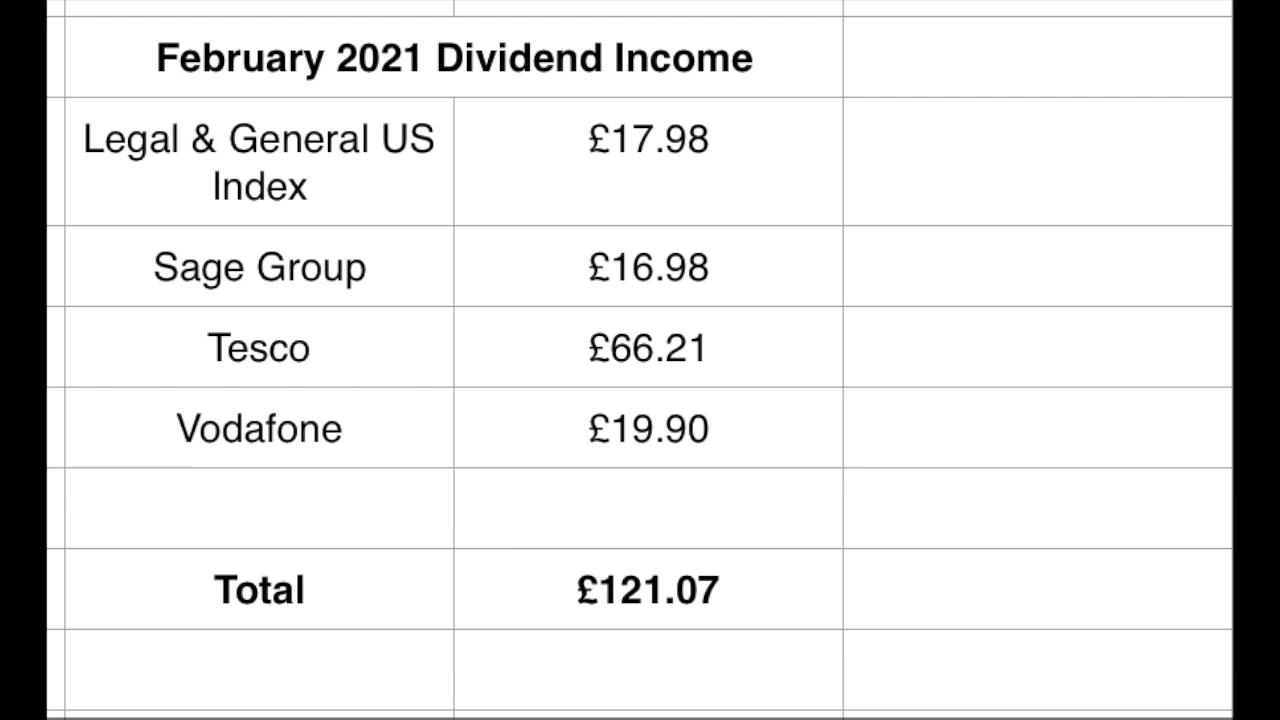 February 2021 Dividend Income
Legal & General US
Index
£17.98
Sage Group
£16.98
Tesco
£66.21
Vodafone
£19.90
Total
£121.07